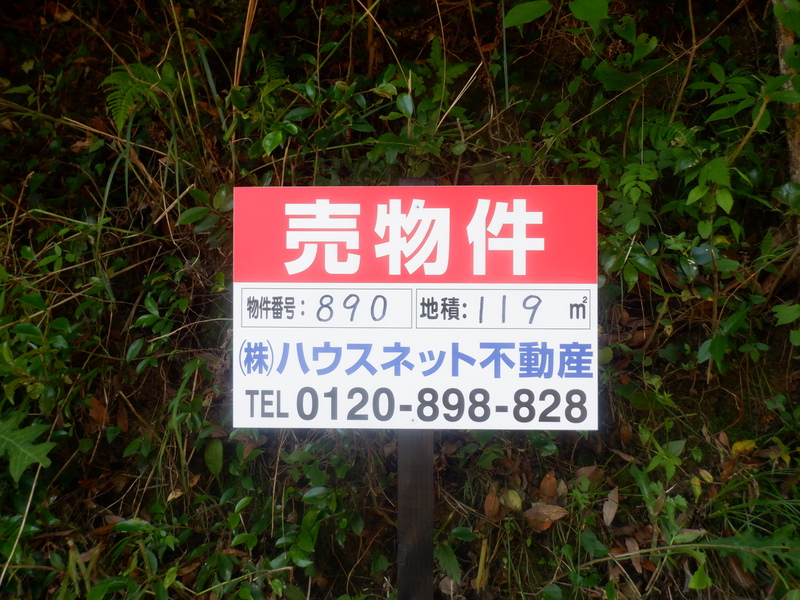 売物件
物件番号: 890 地積: 119 ㎡
(株)ハウスネット不動産
TEL 0120-898-828